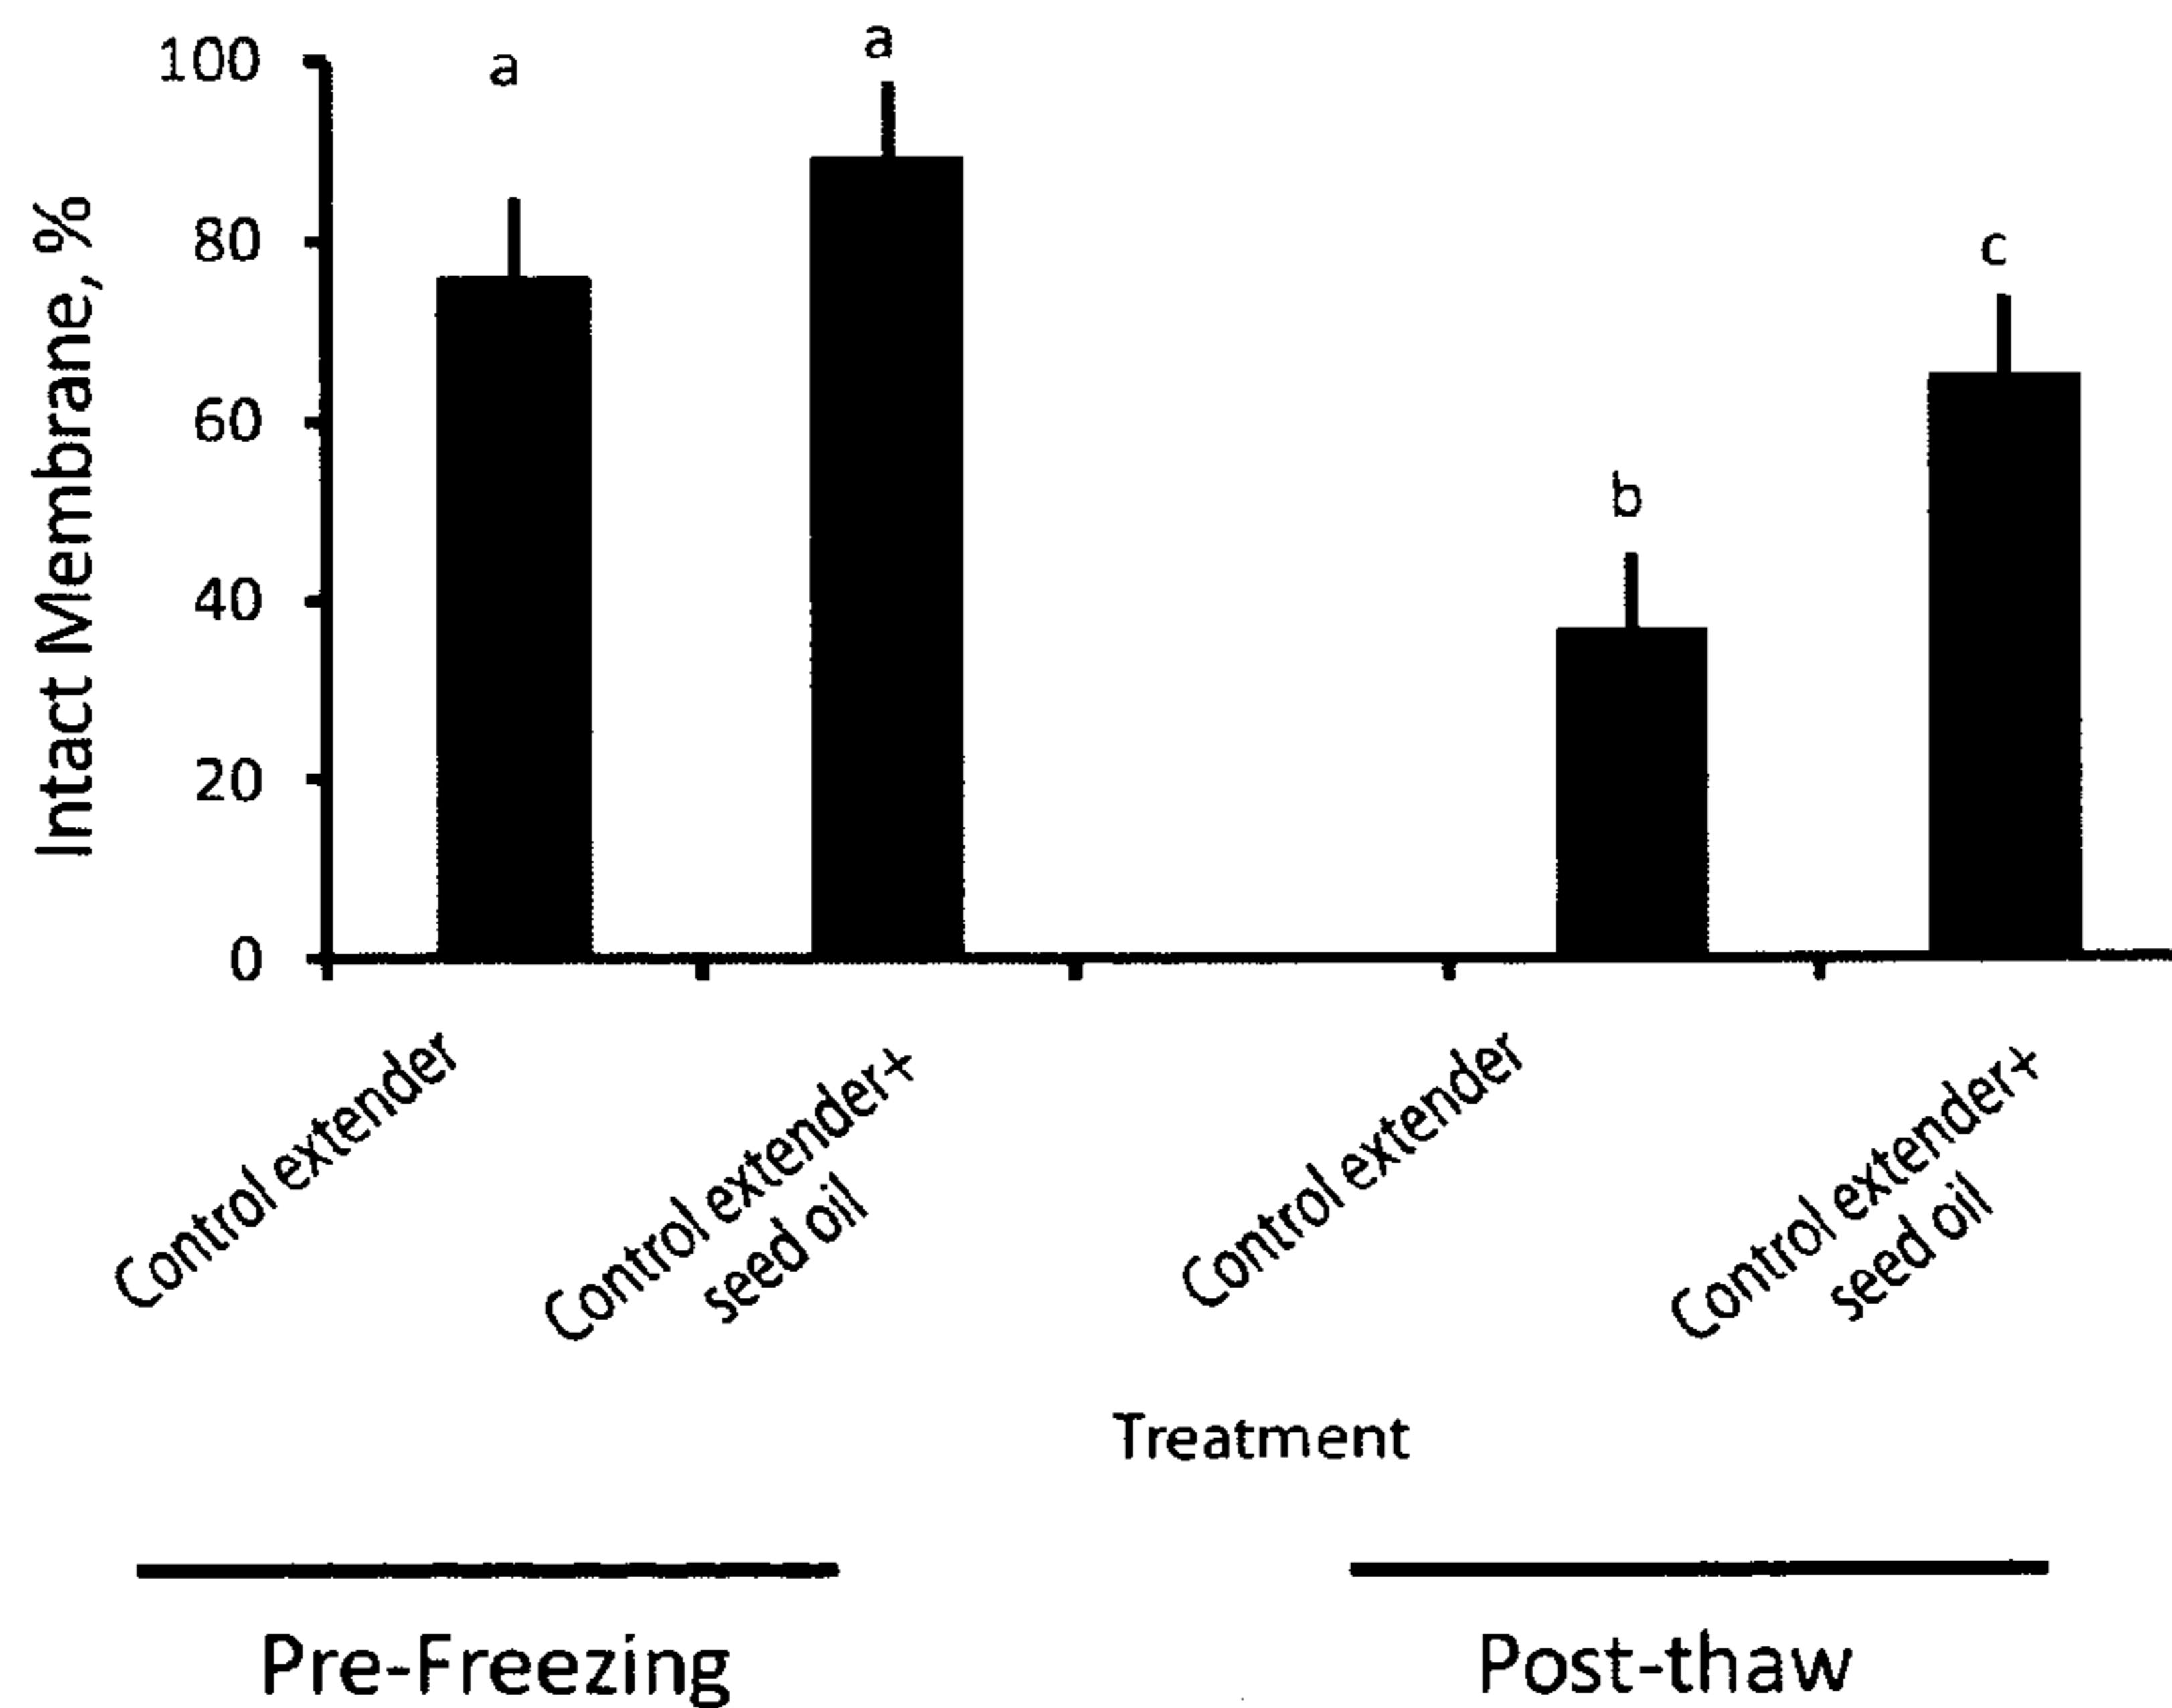 Intact Membrane, %
100
80
60
40
20
0
a
a
b
c
Control extender
Control extender+
seed oil
Control extender
Control extender+
seed oil
Treatment
Pre-Freezing
Post-thaw